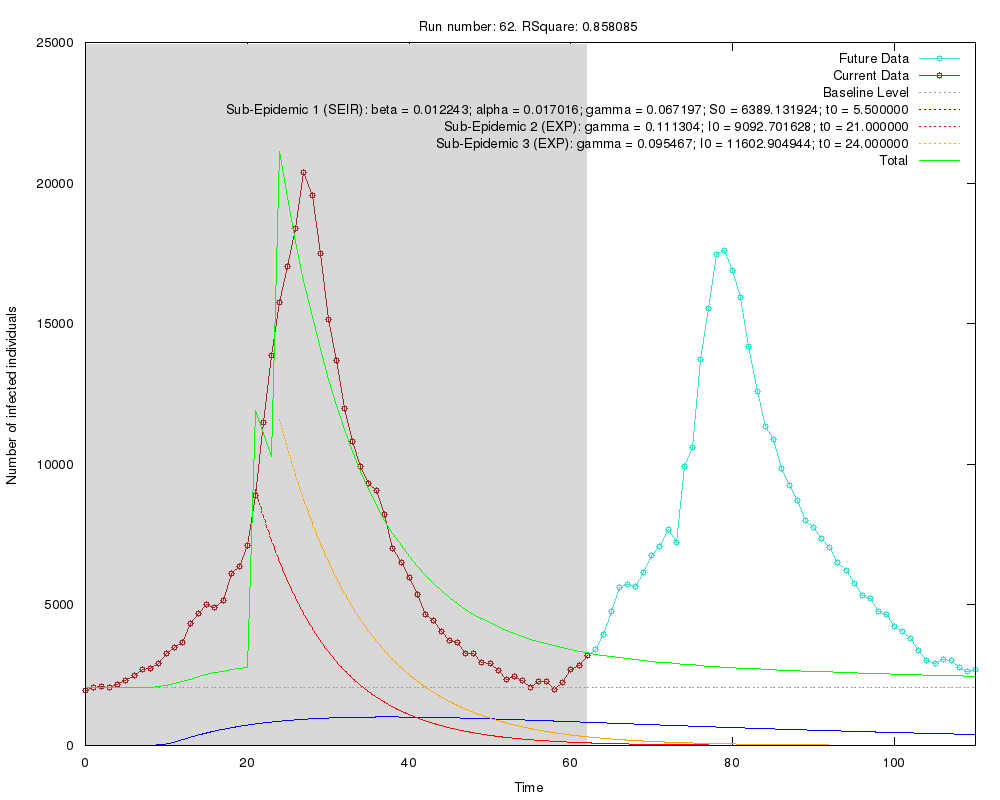 Run number: 62. RSquare: 0.858085
25000
20000
15000
10000
5000
0
Number of infected individuals
Future Data
Current Data
Baseline Level
Sub-Epidemic 1 (SEIR): beta = 0.012243; alpha = 0.017016; gamma = 0.067197; S0 = 6389.131924; t0 = 5.500000
Sub-Epidemic 2 (EXP): gamma = 0.111304; I0 = 9092.701628; t0 = 21.000000
Sub-Epidemic 3 (EXP): gamma = 0.095467; I0 = 11602.904944; t0 = 24.000000
Total
0 20 40 60 80 100
Time